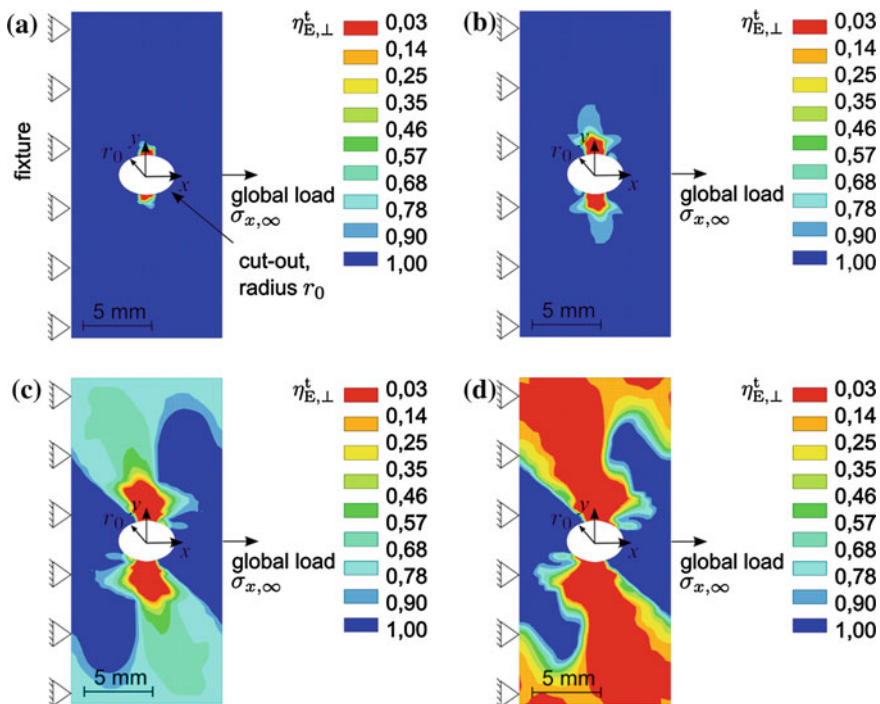 (a)
fixture
y
r₀
x
5 mm
global load
σx,∞
cut-out,
radius r₀
η^t_E,⊥
0,03
0,14
0,25
0,35
0,46
0,57
0,68
0,78
0,90
1,00
(b)
y
r₀
x
5 mm
global load
σx,∞
η^t_E,⊥
0,03
0,14
0,25
0,35
0,46
0,57
0,68
0,78
0,90
1,00
(c)
y
r₀
x
5 mm
global load
σx,∞
η^t_E,⊥
0,03
0,14
0,25
0,35
0,46
0,57
0,68
0,78
0,90
1,00
(d)
y
r₀
x
5 mm
global load
σx,∞
η^t_E,⊥
0,03
0,14
0,25
0,35
0,46
0,57
0,68
0,78
0,90
1,00